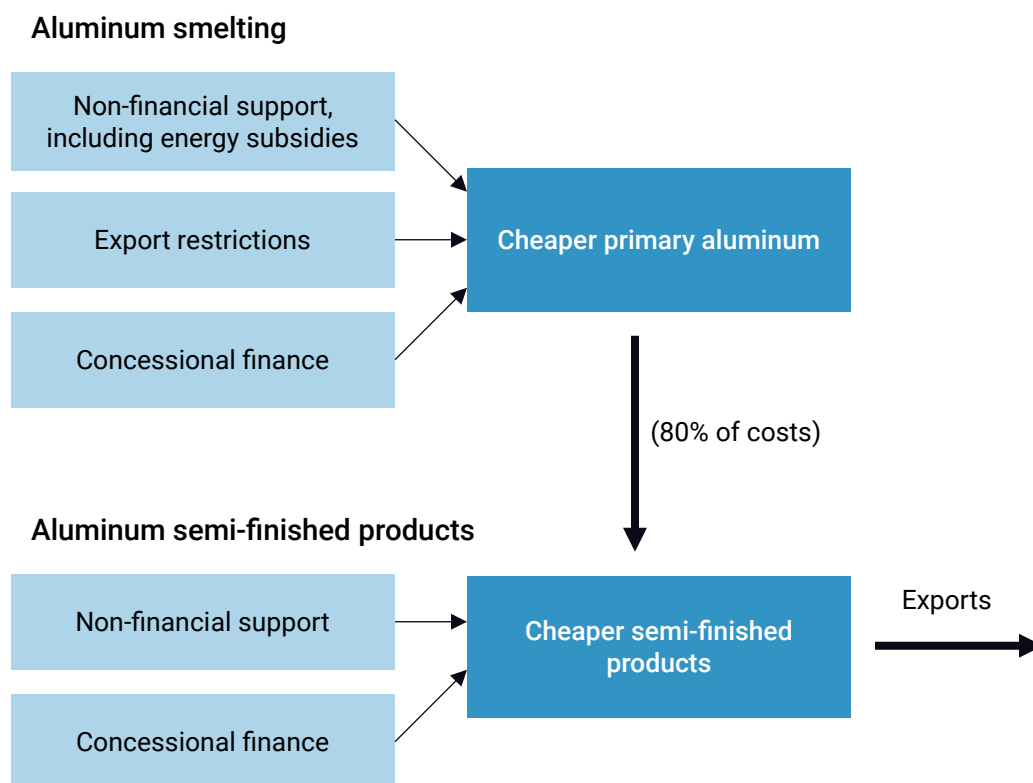 Aluminum smelting
Non-financial support,
including energy subsidies
Export restrictions
Concessional finance
Cheaper primary aluminum
(80% of costs)
Aluminum semi-finished products
Non-financial support
Concessional finance
Cheaper semi-finished
products
Exports